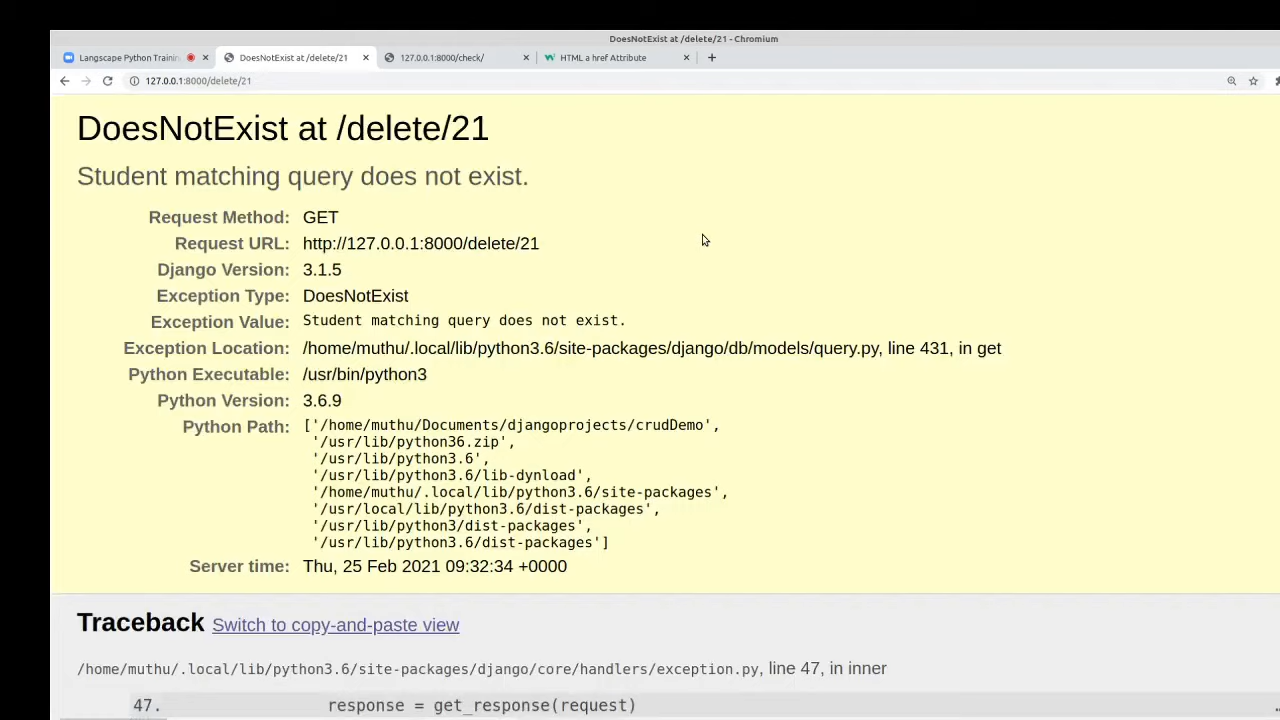 DoesNotExist at /delete/21 - Chromium
Langscape Python Trainin
DoesNotExist at /delete/21
127.0.0.1:8000/check/
HTML a href Attribute
127.0.0.1:8000/delete/21
DoesNotExist at /delete/21
Student matching query does not exist.
Request Method: GET
Request URL: http://127.0.0.1:8000/delete/21
Django Version: 3.1.5
Exception Type: DoesNotExist
Exception Value: Student matching query does not exist.
Exception Location: /home/muthu/.local/lib/python3.6/site-packages/django/db/models/query.py, line 431, in get
Python Executable: /usr/bin/python3
Python Version: 3.6.9
Python Path: ['/home/muthu/Documents/djangoprojects/crudDemo',
'/usr/lib/python36.zip',
'/usr/lib/python3.6',
'/usr/lib/python3.6/lib-dynload',
'/home/muthu/.local/lib/python3.6/site-packages',
'/usr/local/lib/python3.6/dist-packages',
'/usr/lib/python3/dist-packages',
'/usr/lib/python3.6/dist-packages']
Server time: Thu, 25 Feb 2021 09:32:34 +0000
Traceback Switch to copy-and-paste view
/home/muthu/.local/lib/python3.6/site-packages/django/core/handlers/exception.py, line 47, in inner
47. response = get_response(request)